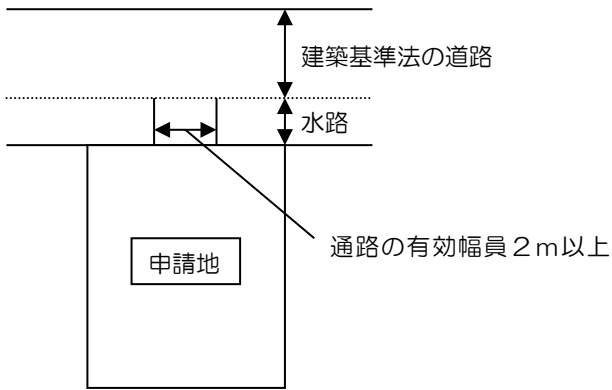 建築基準法の道路
水路
通路の有効幅員２ｍ以上
申請地